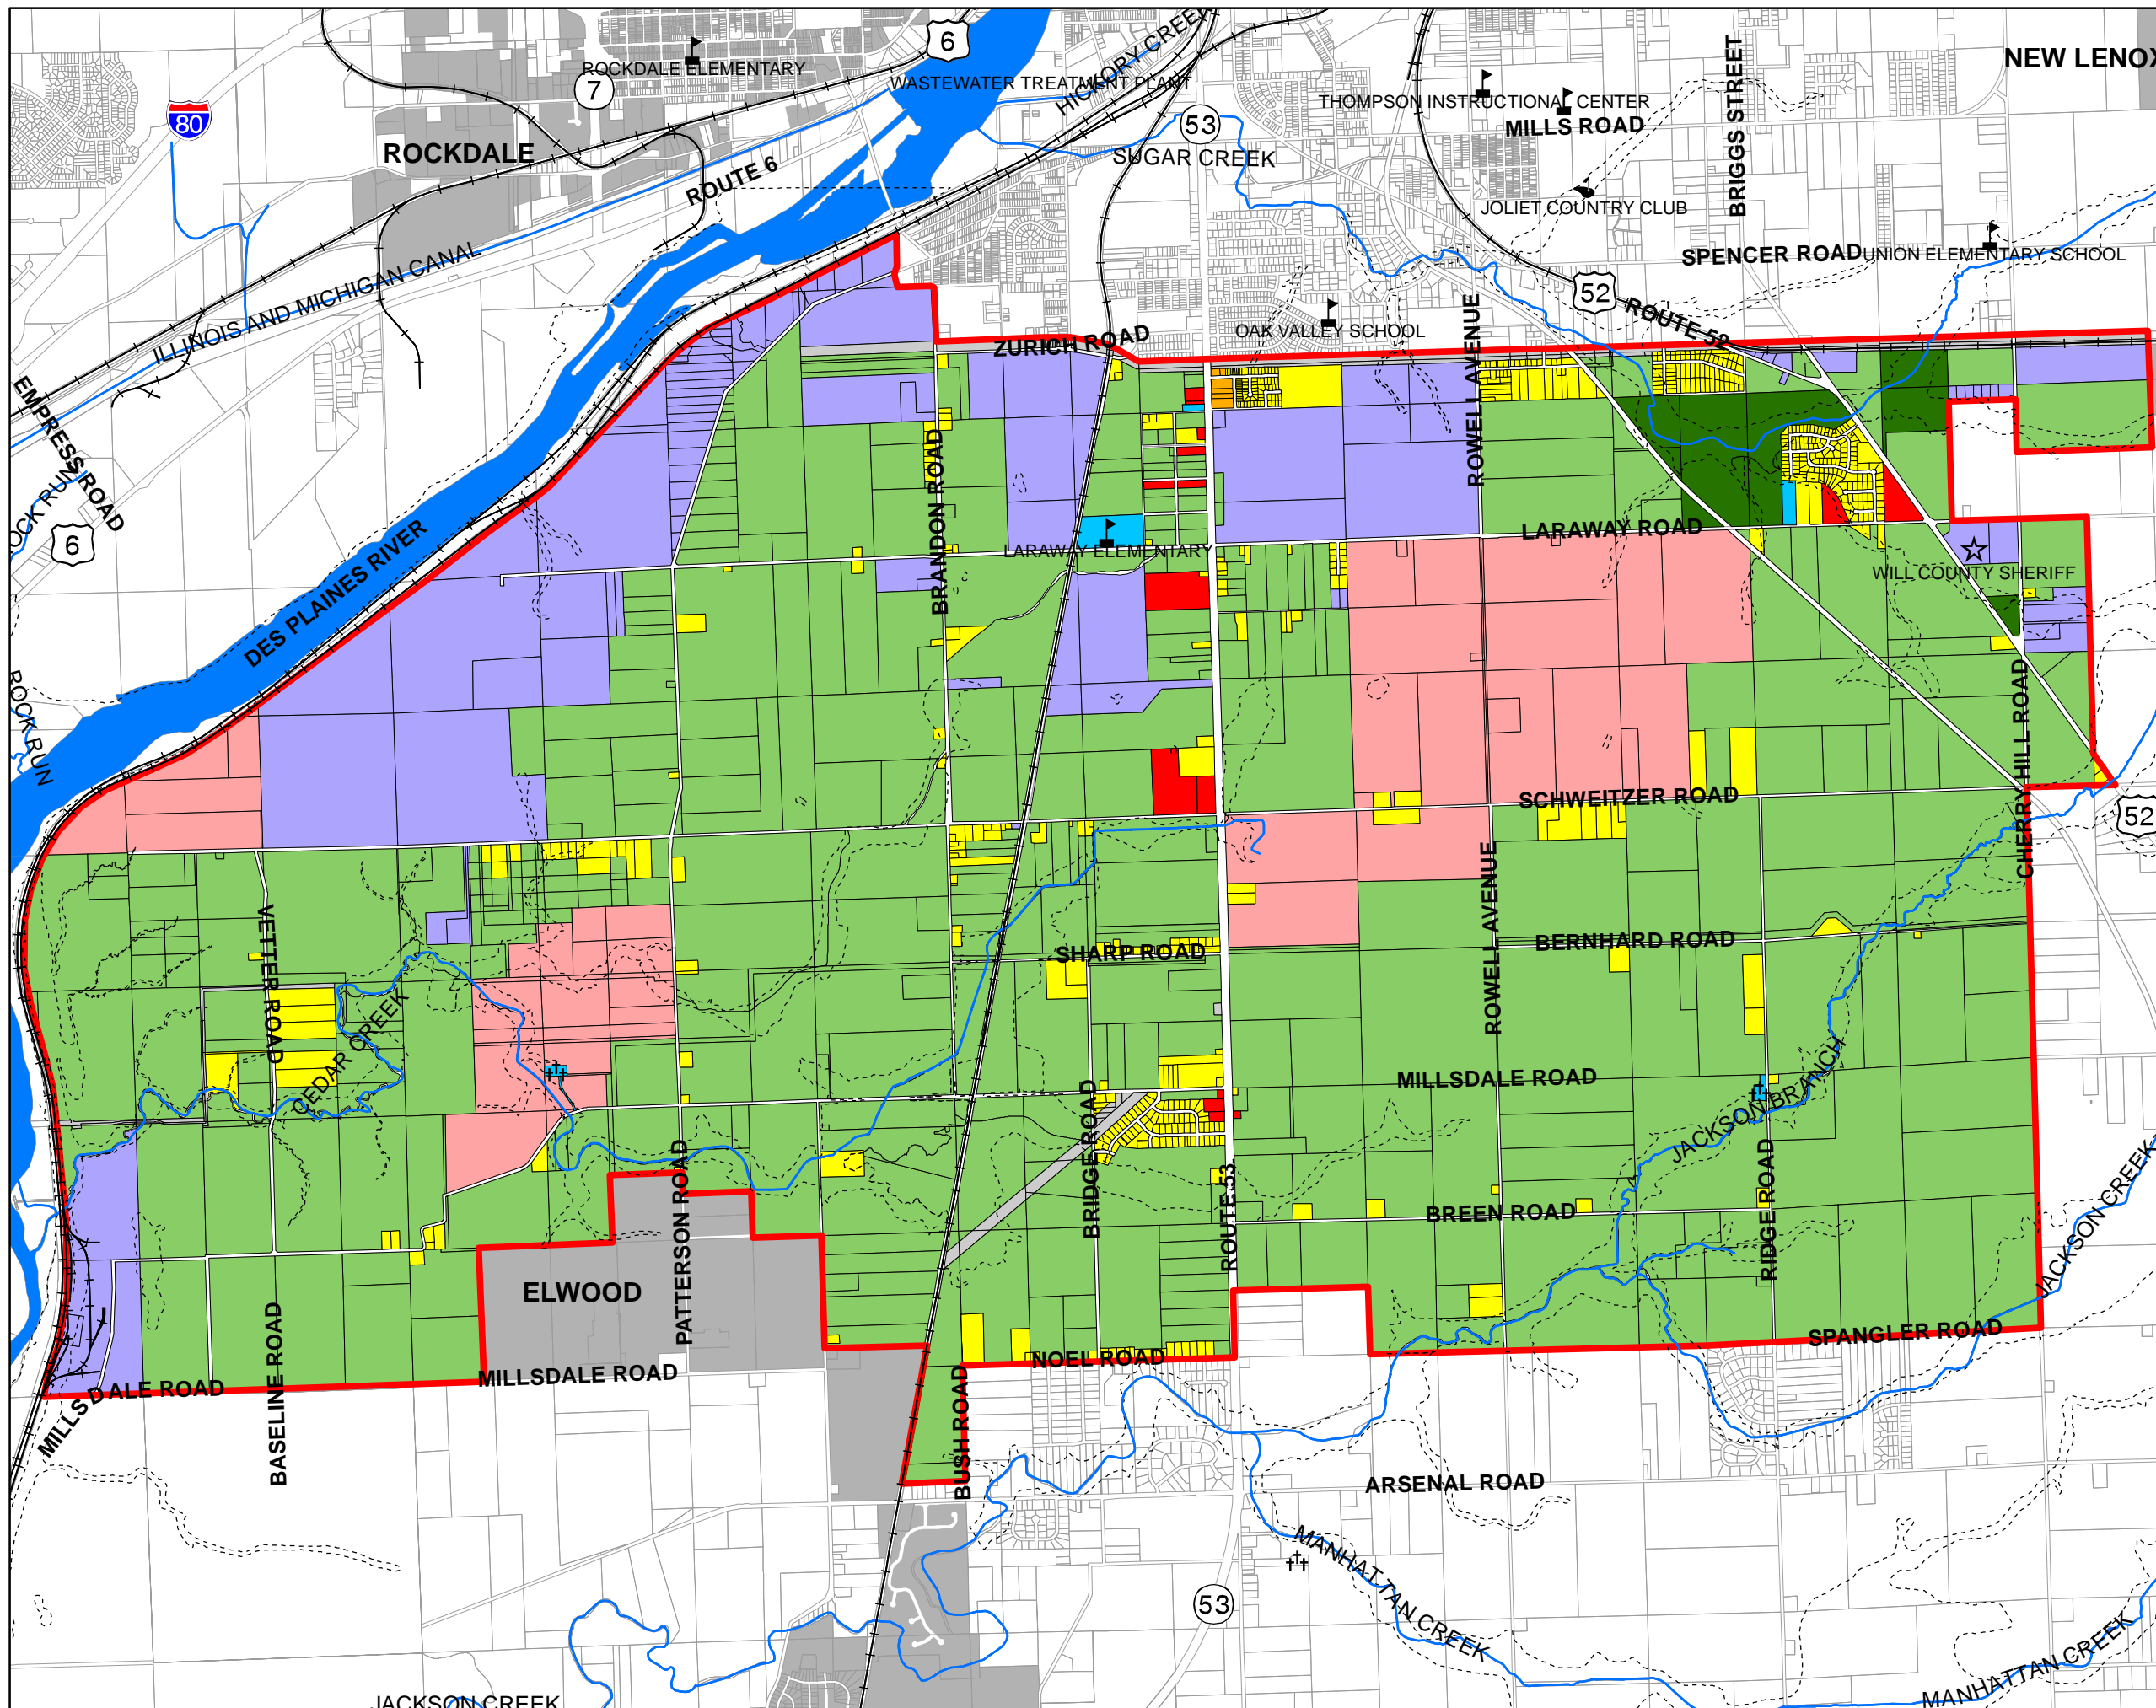 6
HICKORY CREEK
ROCKDALE ELEMENTARY
7
WASTEWATER TREATMENT PLANT
BRIGGS STREET
NEW LENOX
THOMPSON INSTRUCTIONAL CENTER
MILLS ROAD
80
53
SUGAR CREEK
ROCKDALE
ROUTE 6
JOLIET COUNTRY CLUB
SPENCER ROAD
UNION ELEMENTARY SCHOOL
ILLINOIS AND MICHIGAN CANAL
52
ROUTE 52
OAK VALLEY SCHOOL
ZURICH ROAD
ROWELL AVENUE
EMPRESS ROAD
OCK RUN
6
BRANDON ROAD
LARAWAY ROAD
LARAWAY ELEMENTARY
WILL COUNTY SHERIFF
DES PLAINES RIVER
ROCK RUN
CHERRY HILL ROAD
SCHWEITZER ROAD
52
ROWELL AVENUE
VETTER ROAD
SHARP ROAD
BERNHARD ROAD
CEDAR CREEK
MILLSDALE ROAD
JACKSON BRANCH
BRIDGE ROAD
PATTERSON ROAD
ROUTE 53
BREEN ROAD
RIDGE ROAD
JACKSON CREEK
ELWOOD
BASELINE ROAD
NOEL ROAD
SPANGLER ROAD
MILLSDALE ROAD
MILLSDALE ROAD
BUSH ROAD
ARSENAL ROAD
MANHATTAN CREEK
53
MANHATTAN CREEK
JACKSON CREEK